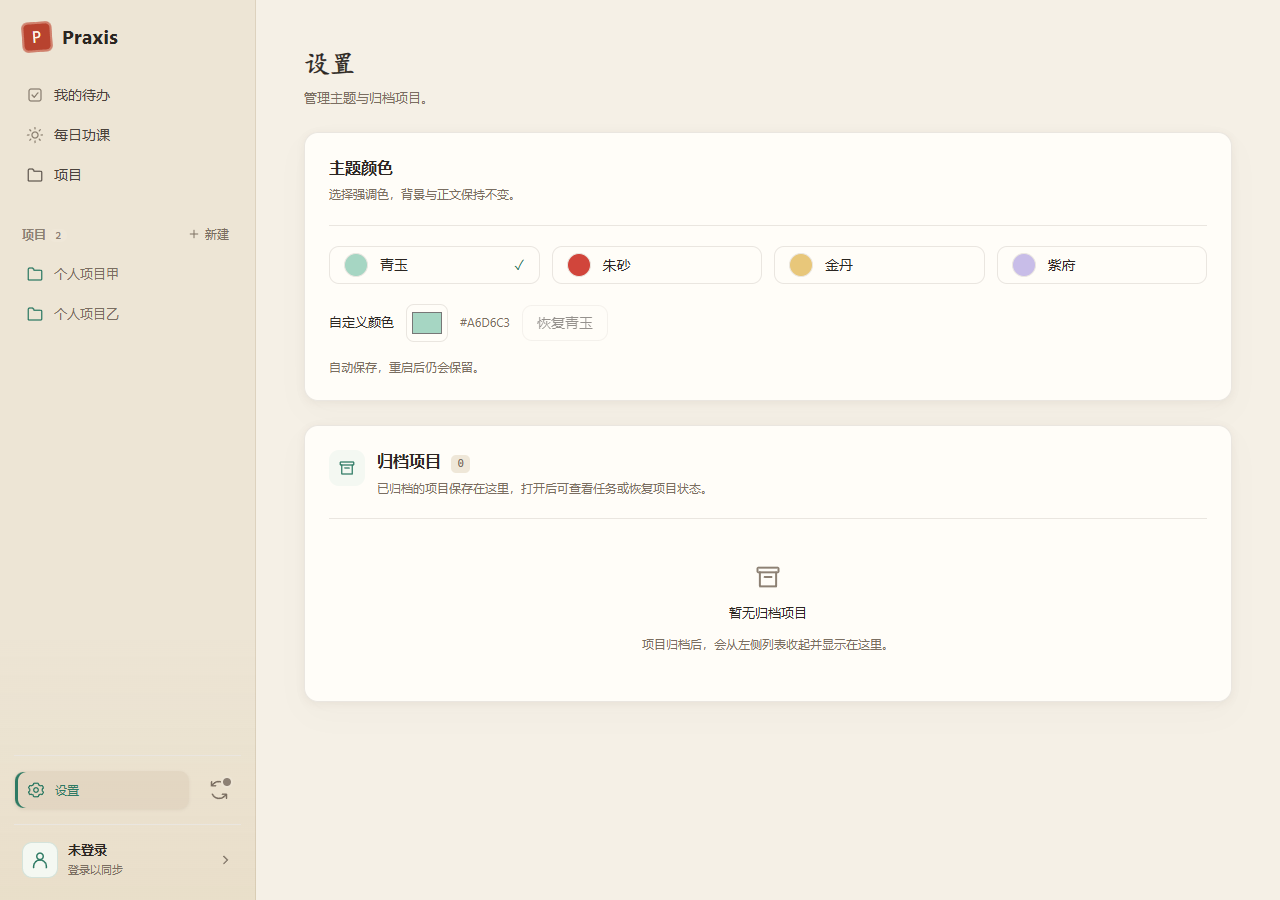 P Praxis
我的待办
每日功课
项目
项目 2 + 新建
个人项目甲
个人项目乙
设置
未登录
登录以同步
设置
管理主题与归档项目。
主题颜色
选择强调色，背景与正文保持不变。
青玉 ✓ 朱砂 金丹 紫府
自定义颜色 #A6D6C3 恢复青玉
自动保存，重启后仍会保留。
归档项目 0
已归档的项目保存在这里，打开后可查看任务或恢复项目状态。
暂无归档项目
项目归档后，会从左侧列表收起并显示在这里。